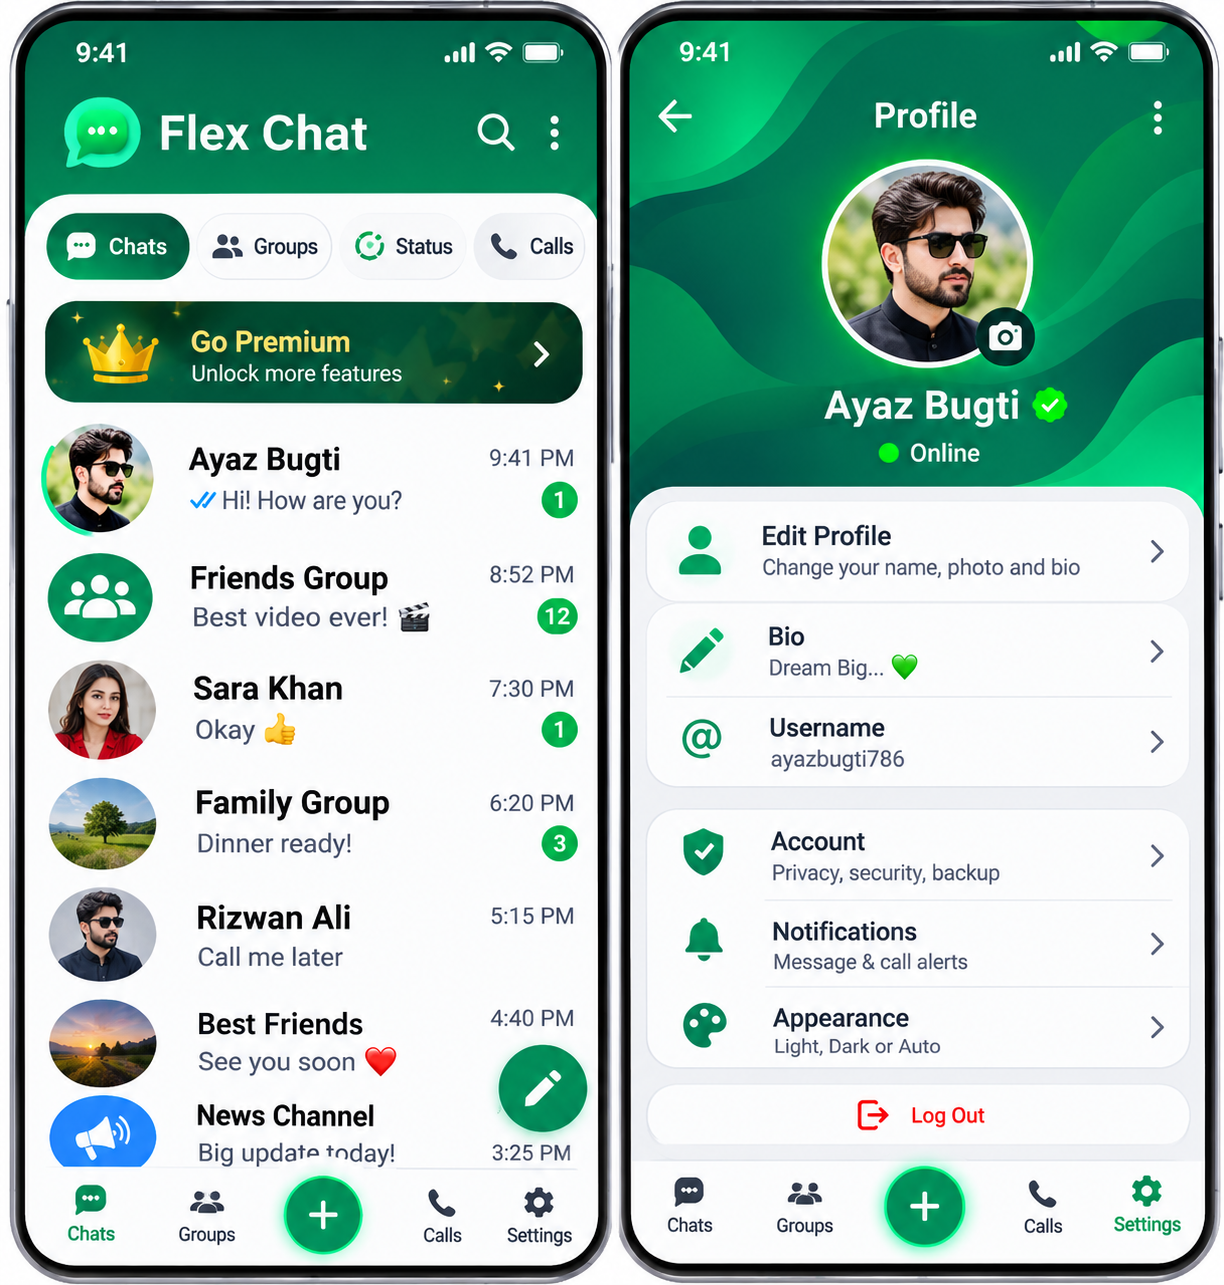 9:41
Flex Chat
Chats
Groups
Status
Calls
Go Premium
Unlock more features
Ayaz Bugti
9:41 PM
Hi! How are you?
1
Friends Group
8:52 PM
Best video ever! 🎬
12
Sara Khan
7:30 PM
Okay 👍
1
Family Group
6:20 PM
Dinner ready!
3
Rizwan Ali
5:15 PM
Call me later
Best Friends
4:40 PM
See you soon ❤️
News Channel
Big update today!
3:25 PM
Chats
Groups
Calls
Settings
9:41
Profile
Ayaz Bugti
Online
Edit Profile
Change your name, photo and bio
Bio
Dream Big... 💚
Username
ayazbugti786
Account
Privacy, security, backup
Notifications
Message & call alerts
Appearance
Light, Dark or Auto
Log Out
Chats
Groups
Calls
Settings